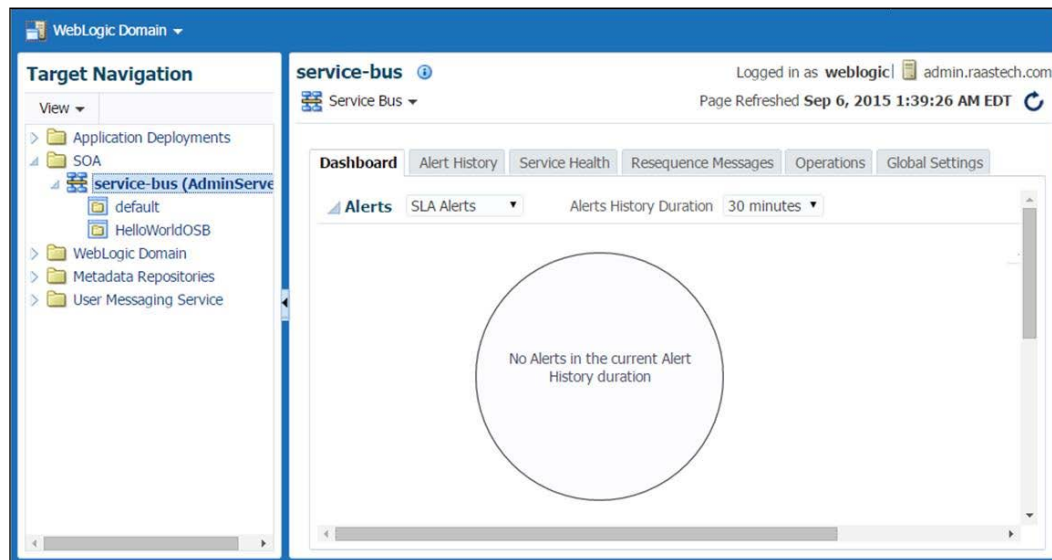 WebLogic Domain
Target Navigation
View
Application Deployments
SOA
service-bus (AdminServe
default
HelloWorldOSB
WebLogic Domain
Metadata Repositories
User Messaging Service
service-bus
Logged in as weblogic| admin.raastech.com
Service Bus
Page Refreshed Sep 6, 2015 1:39:26 AM EDT
Dashboard Alert History Service Health Resequence Messages Operations Global Settings
Alerts SLA Alerts Alerts History Duration 30 minutes
No Alerts in the current Alert
History duration